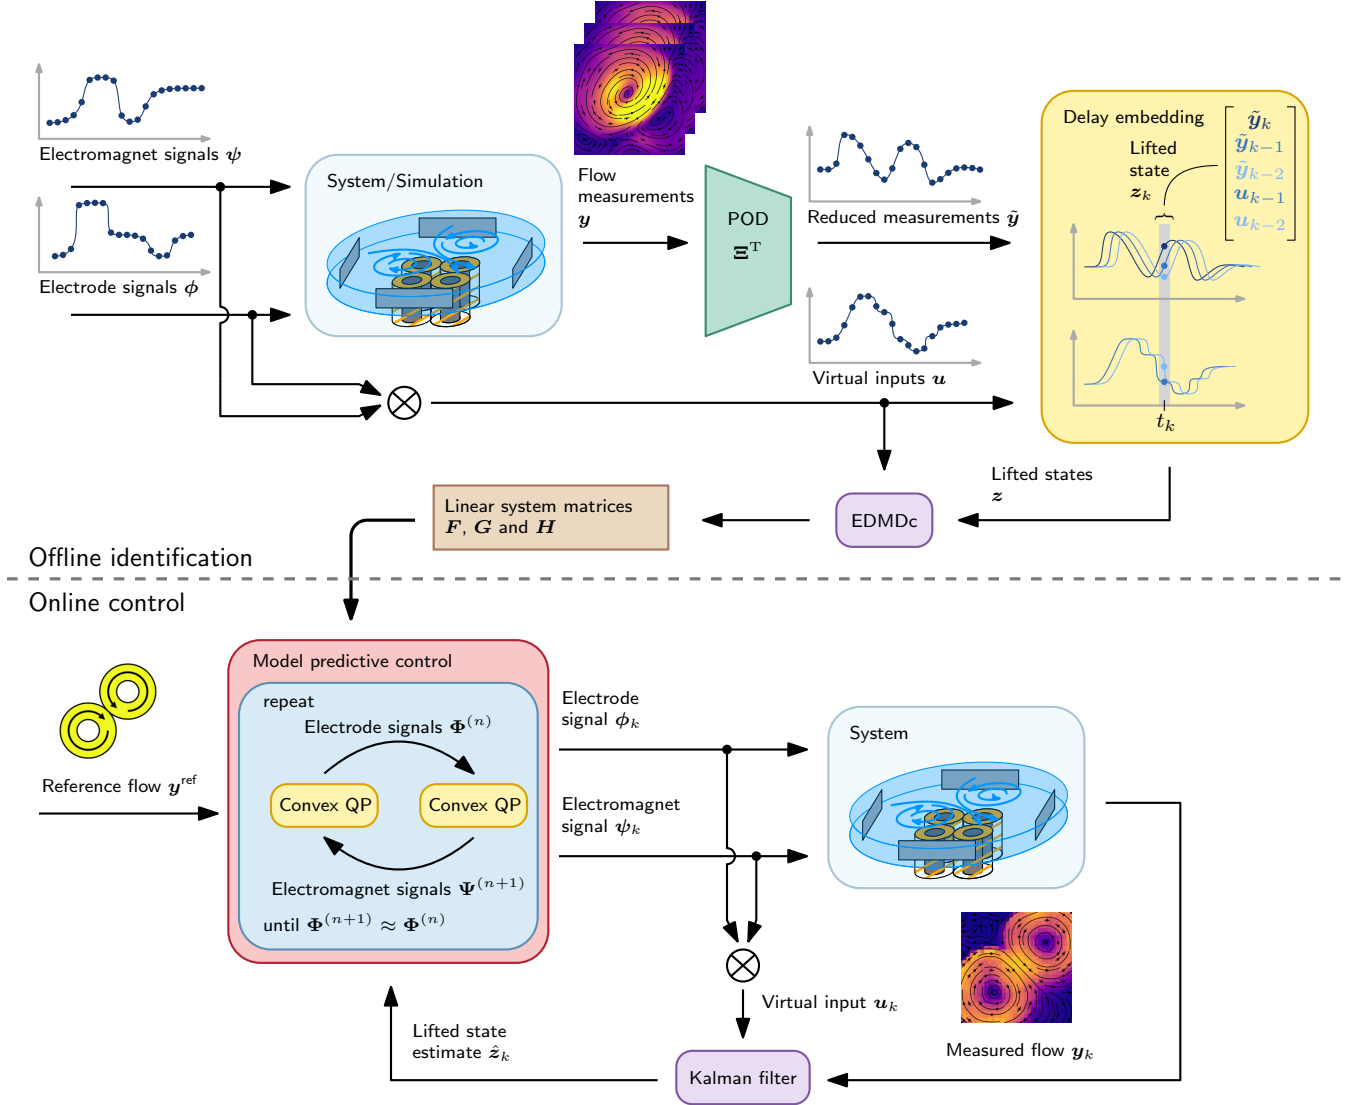 Electromagnet signals ψ
Electrode signals ϕ
System/Simulation
Flow
measurements
y
POD
Ξᵀ
Reduced measurements ỹ
Virtual inputs u
Delay embedding
Lifted
state
z_k
ỹ_k
ỹ_{k−1}
ỹ_{k−2}
u_{k−1}
u_{k−2}
t_k
Lifted states
z
EDMDc
Linear system matrices
F, G and H
Offline identification
Online control
Reference flow y^ref
Model predictive control
repeat
Electrode signals Φ^(n)
Convex QP
Convex QP
Electromagnet signals Ψ^(n+1)
until Φ^(n+1) ≈ Φ^(n)
Electrode
signal ϕ_k
Electromagnet
signal ψ_k
System
Virtual input u_k
Measured flow y_k
Kalman filter
Lifted state
estimate ẑ_k